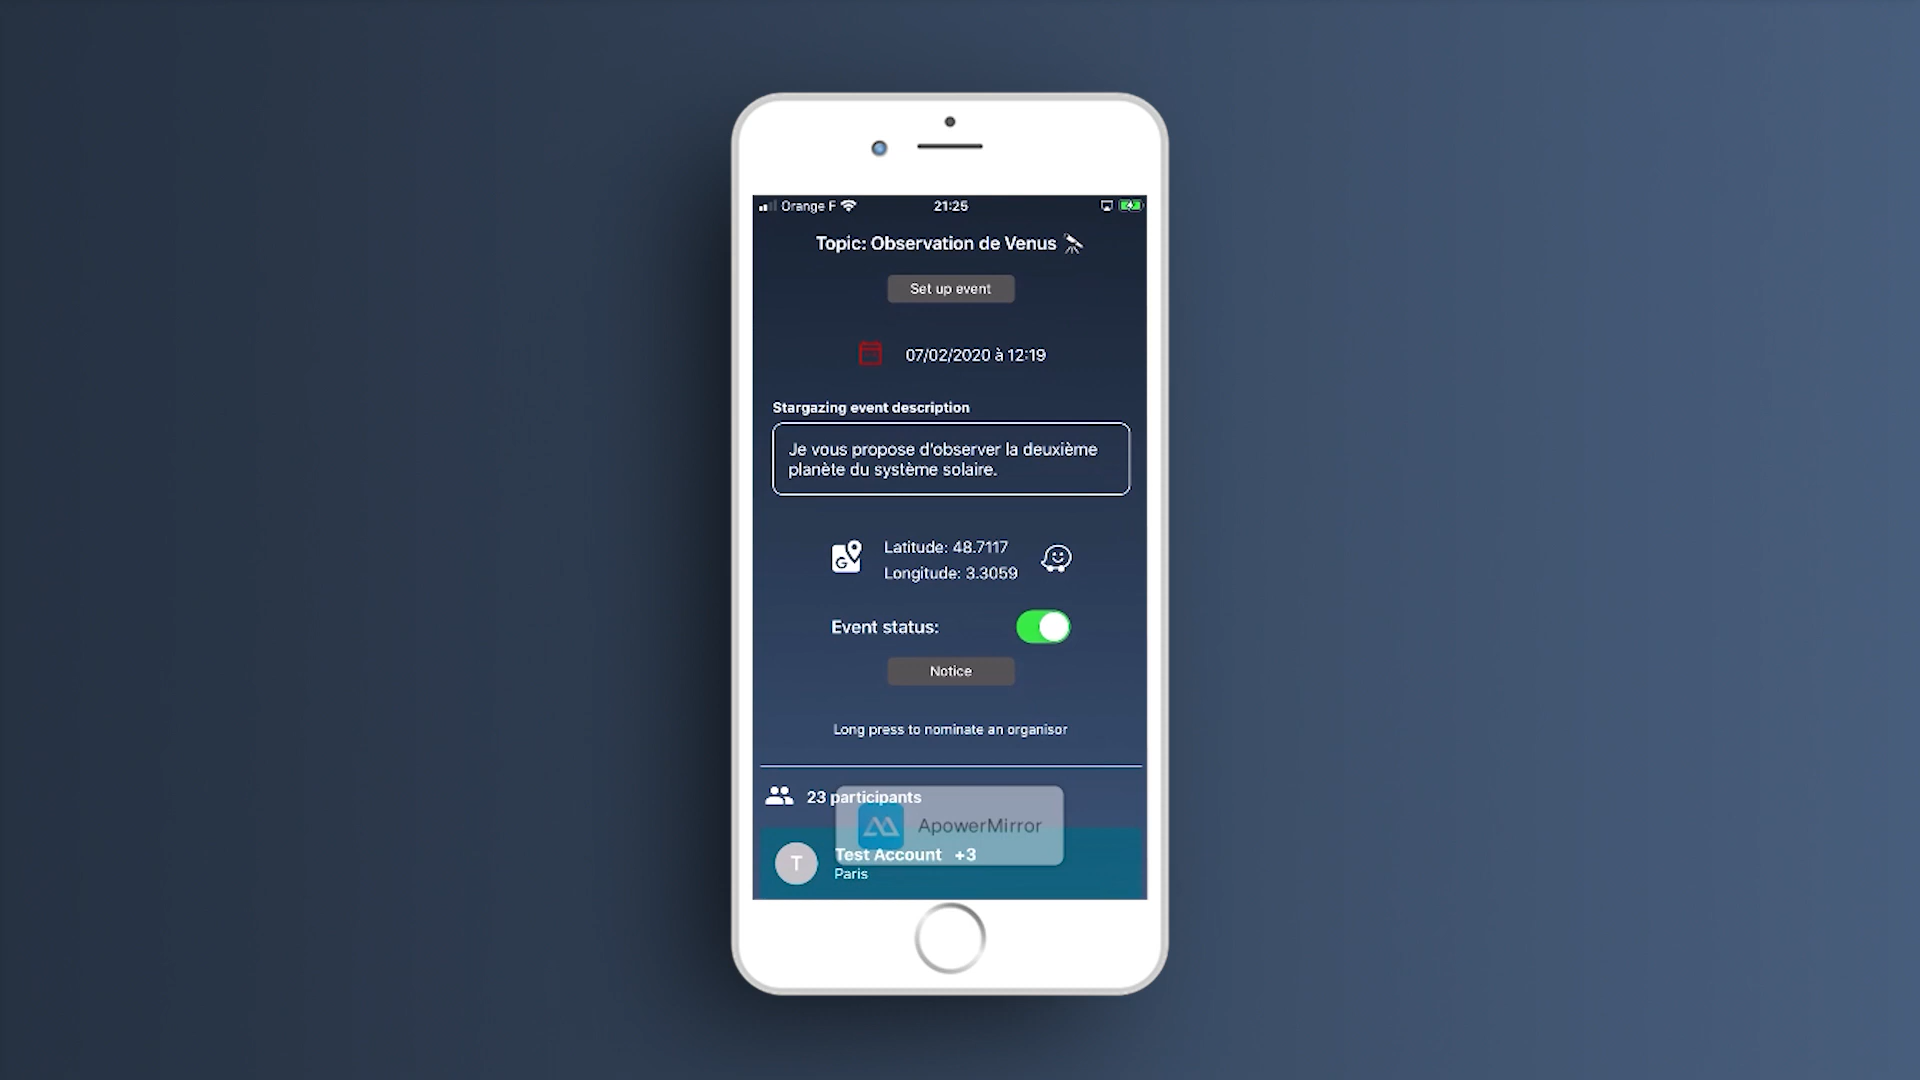 Orange F 21:25
Topic: Observation de Venus
Set up event
07/02/2020 à 12:19
Stargazing event description
Je vous propose d'observer la deuxième
planète du système solaire.
Latitude: 48.7117
Longitude: 3.3059
G
Event status:
Notice
Long press to nominate an organisor
23 participants
ApowerMirror
T
Test Account +3
Paris